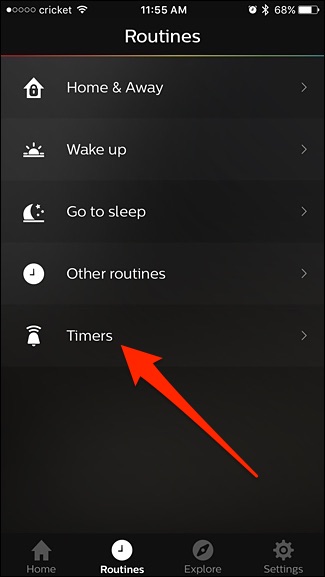 cricket 11:55 AM 68%
Routines
Home & Away
Wake up
Go to sleep
Other routines
Timers
Home Routines Explore Settings